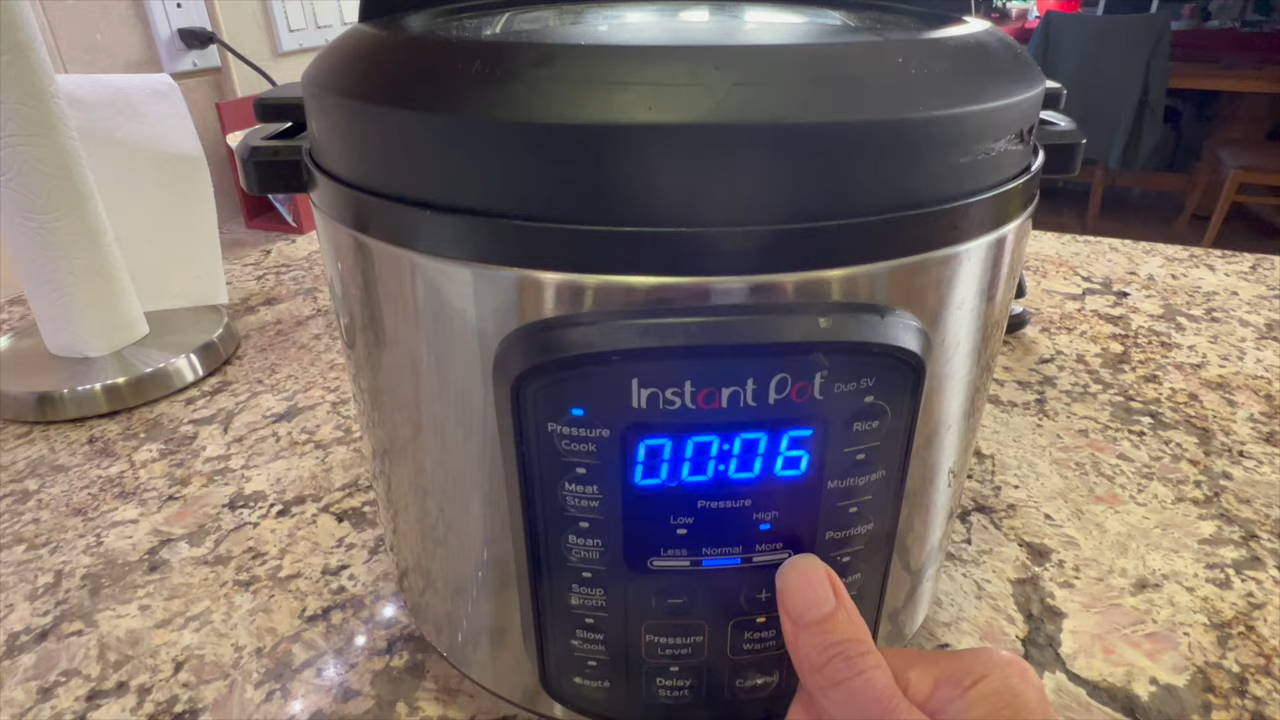 Instant Pot®
Duo SV
00:06
Pressure
Low
High
Less
Normal
More
−
+
Pressure
Level
Keep
Warm
Delay
Start
Cancel
Pressure
Cook
Meat
Stew
Bean
Chili
Soup
Broth
Slow
Cook
Sauté
Rice
Multigrain
Porridge